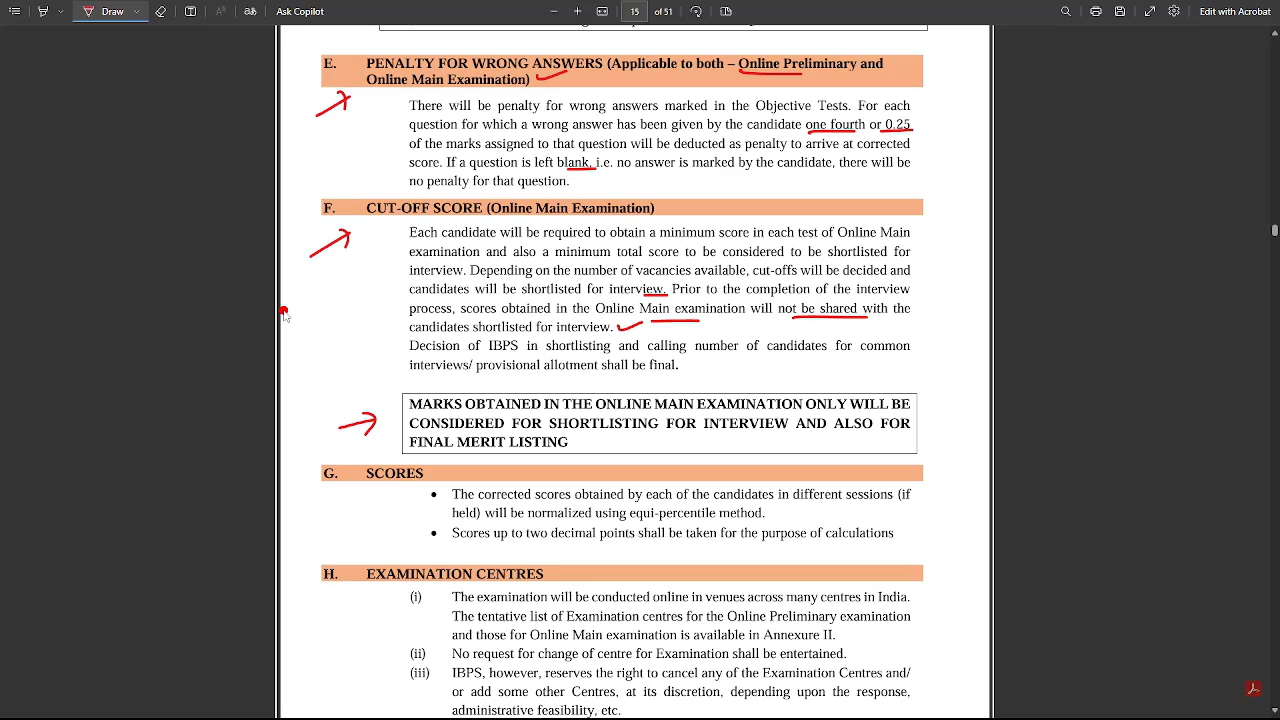 Draw
Ask Copilot
15 of 51
Edit with Acrobat
E. PENALTY FOR WRONG ANSWERS (Applicable to both – Online Preliminary and
Online Main Examination)
There will be penalty for wrong answers marked in the Objective Tests. For each
question for which a wrong answer has been given by the candidate one fourth or 0.25
of the marks assigned to that question will be deducted as penalty to arrive at corrected
score. If a question is left blank, i.e. no answer is marked by the candidate, there will be
no penalty for that question.
F. CUT-OFF SCORE (Online Main Examination)
Each candidate will be required to obtain a minimum score in each test of Online Main
examination and also a minimum total score to be considered to be shortlisted for
interview. Depending on the number of vacancies available, cut-offs will be decided and
candidates will be shortlisted for interview. Prior to the completion of the interview
process, scores obtained in the Online Main examination will not be shared with the
candidates shortlisted for interview.
Decision of IBPS in shortlisting and calling number of candidates for common
interviews/ provisional allotment shall be final.
MARKS OBTAINED IN THE ONLINE MAIN EXAMINATION ONLY WILL BE
CONSIDERED FOR SHORTLISTING FOR INTERVIEW AND ALSO FOR
FINAL MERIT LISTING
G. SCORES
• The corrected scores obtained by each of the candidates in different sessions (if
held) will be normalized using equi-percentile method.
• Scores up to two decimal points shall be taken for the purpose of calculations
H. EXAMINATION CENTRES
(i) The examination will be conducted online in venues across many centres in India.
The tentative list of Examination centres for the Online Preliminary examination
and those for Online Main examination is available in Annexure II.
(ii) No request for change of centre for Examination shall be entertained.
(iii) IBPS, however, reserves the right to cancel any of the Examination Centres and/
or add some other Centres, at its discretion, depending upon the response,
administrative feasibility, etc.